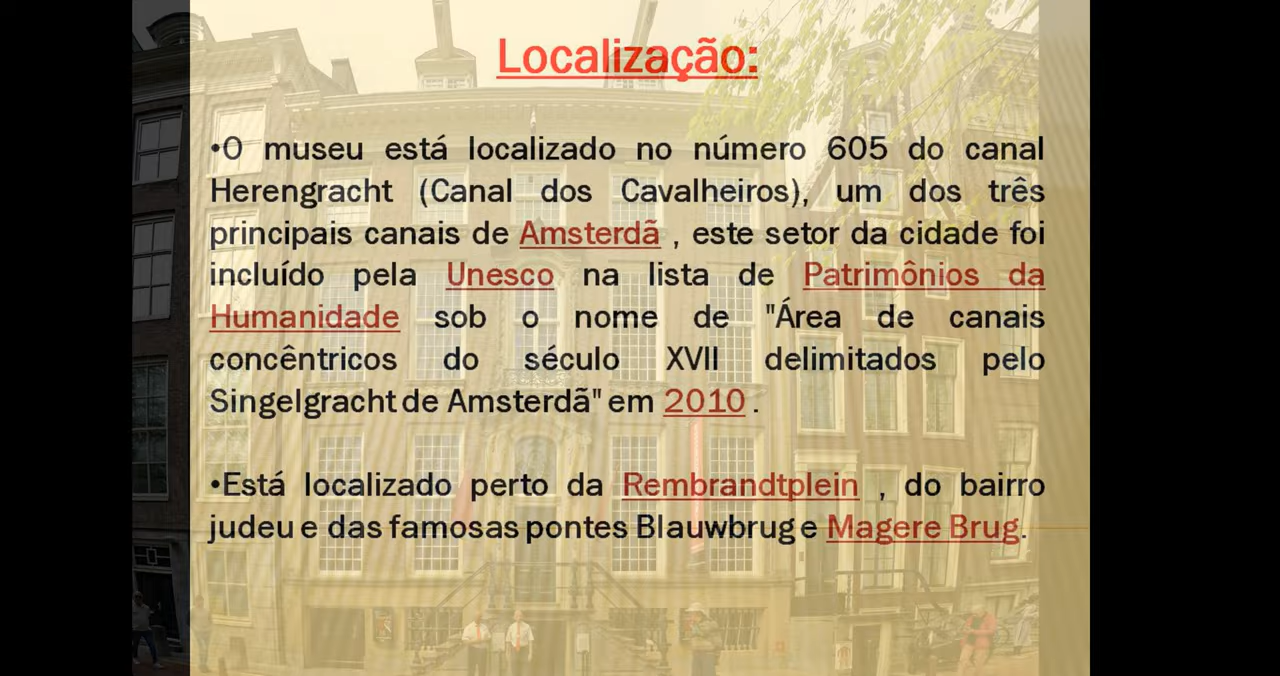 Localização:
•O museu está localizado no número 605 do canal
Herengracht (Canal dos Cavalheiros), um dos três
principais canais de Amsterdã , este setor da cidade foi
incluído pela Unesco na lista de Patrimônios da
Humanidade sob o nome de "Área de canais
concêntricos do século XVII delimitados pelo
Singelgracht de Amsterdã" em 2010 .
•Está localizado perto da Rembrandtplein , do bairro
judeu e das famosas pontes Blauwbrug e Magere Brug.